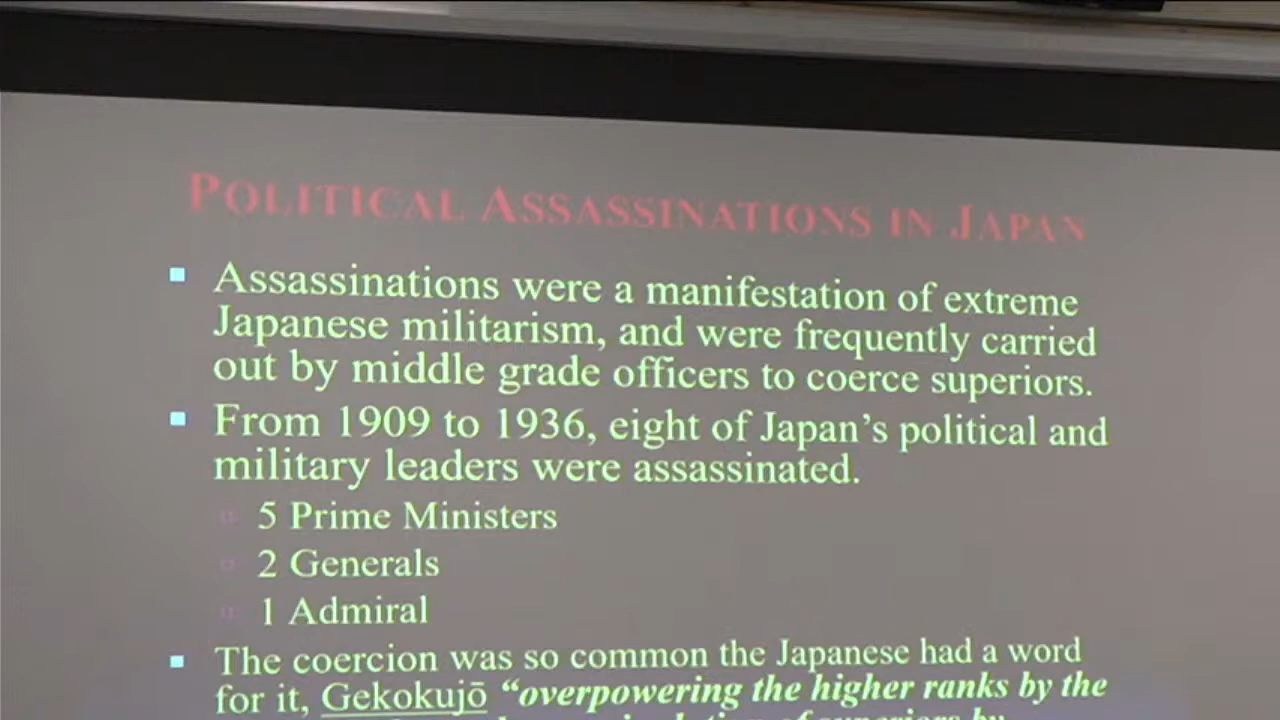 POLITICAL ASSASSINATIONS IN JAPAN
Assassinations were a manifestation of extreme
Japanese militarism, and were frequently carried
out by middle grade officers to coerce superiors.
From 1909 to 1936, eight of Japan's political and
military leaders were assassinated.
5 Prime Ministers
2 Generals
1 Admiral
The coercion was so common the Japanese had a word
for it, Gekokujō "overpowering the higher ranks by the
of superiors by